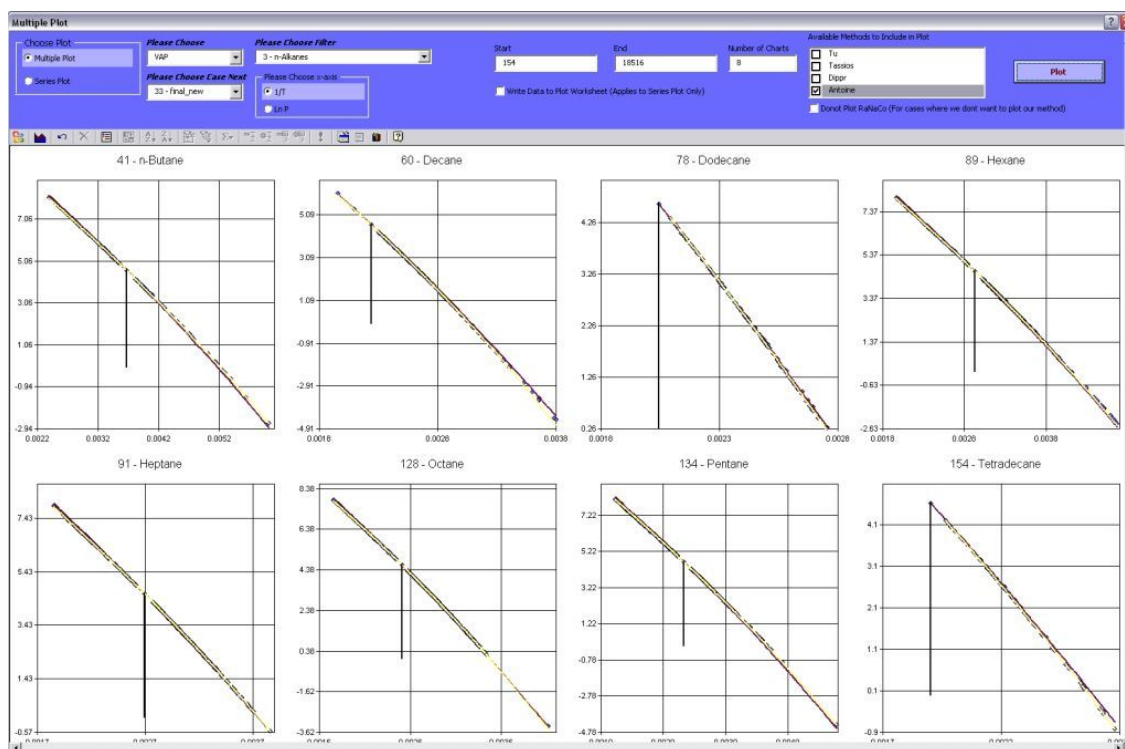 Multiple Plot
Choose Plot
Multiple Plot
Series Plot
Please Choose
VAP
Please Choose Case Next
33 - final_new
Please Choose Filter
3 - n-Alkanes
Please Choose x-axis
1/T
Ln P
Start
154
End
18516
Number of Charts
8
Write Data to Plot Worksheet (Applies to Series Plot Only)
Available Methods to Include in Plot
Tu
Tassios
Dippr
Antoine
Donot Plot RaNaCo (For cases where we dont want to plot our method)
Plot
41 - n-Butane
7.06
5.06
3.06
1.06
-0.94
-2.94
0.0022 0.0032 0.0042 0.0052
60 - Decane
5.09
3.09
1.09
-0.91
-2.91
-4.91
0.0018 0.0028 0.0038
78 - Dodecane
4.26
3.26
2.26
1.26
0.26
0.0018 0.0023 0.0028
89 - Hexane
7.37
5.37
3.37
1.37
-0.63
-2.63
0.0018 0.0028 0.0038
91 - Heptane
7.43
5.43
3.43
1.43
-0.57
128 - Octane
8.38
6.38
4.38
2.38
0.38
-1.62
-3.62
134 - Pentane
7.22
5.22
3.22
1.22
-0.78
-2.78
-4.78
154 - Tetradecane
4.1
3.1
2.1
1.1
0.1
-0.9